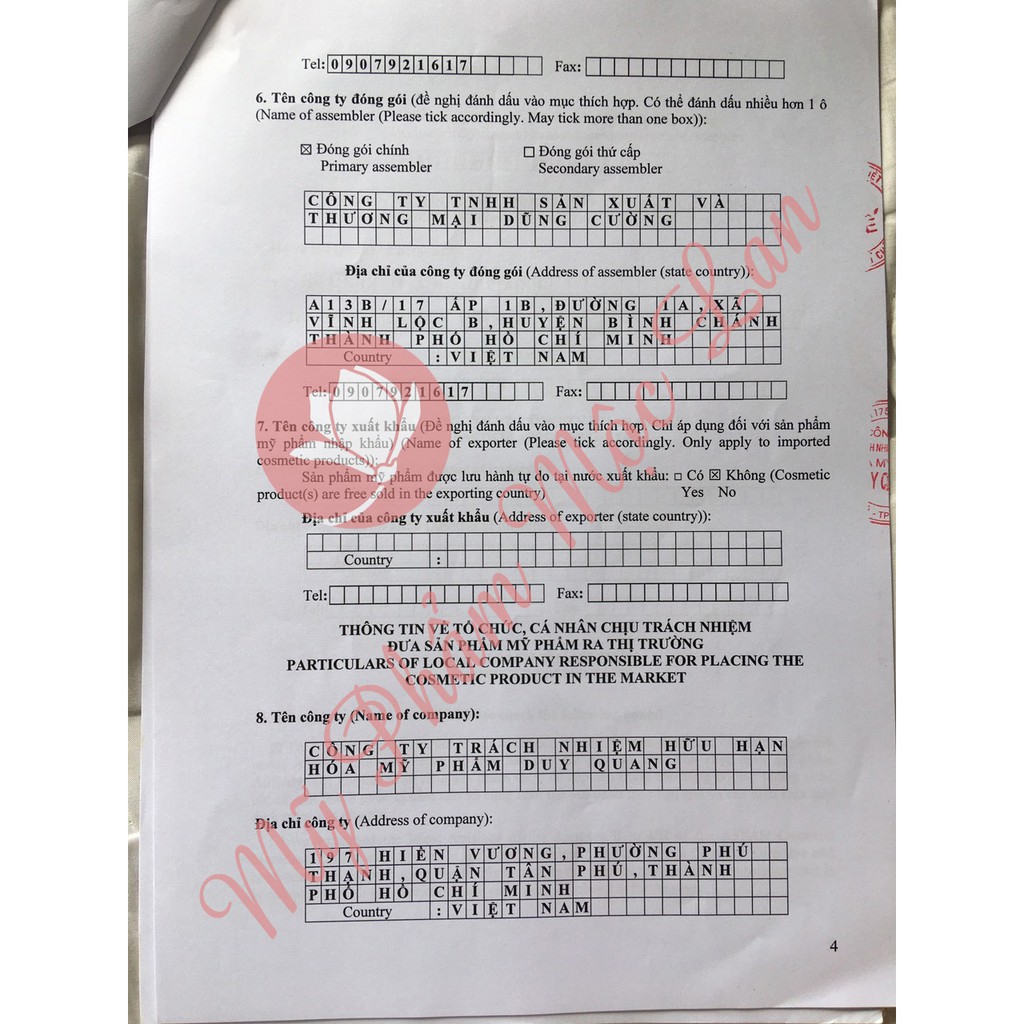 Tel: 0907921617 Fax:
6. Tên công ty đóng gói (đề nghị đánh dấu vào mục thích hợp. Có thể đánh dấu nhiều hơn 1 ô
(Name of assembler (Please tick accordingly. May tick more than one box)):
☒ Đóng gói chính ☐ Đóng gói thứ cấp
Primary assembler Secondary assembler
CÔNG TY TNHH SẢN XUẤT VÀ
THƯƠNG MẠI DŨNG CƯỜNG
Địa chỉ của công ty đóng gói (Address of assembler (state country)):
A13B/17 ẤP 1B,ĐƯỜNG 1A,XÃ
VĨNH LỘC B,HUYỆN BÌNH CHÁNH
THÀNH PHỐ HỒ CHÍ MINH
Country : VIỆT NAM
Tel: 0907921617 Fax:
7. Tên công ty xuất khẩu (Đề nghị đánh dấu vào mục thích hợp. Chỉ áp dụng đối với sản phẩm
mỹ phẩm nhập khẩu) (Name of exporter (Please tick accordingly. Only apply to imported
cosmetic products)):
Sản phẩm mỹ phẩm được lưu hành tự do tại nước xuất khẩu: ☐ Có ☒ Không (Cosmetic
product(s) are free sold in the exporting country) Yes No
Địa chỉ của công ty xuất khẩu (Address of exporter (state country)):
Country :
Tel: Fax:
THÔNG TIN VỀ TỔ CHỨC, CÁ NHÂN CHỊU TRÁCH NHIỆM
ĐƯA SẢN PHẨM MỸ PHẨM RA THỊ TRƯỜNG
PARTICULARS OF LOCAL COMPANY RESPONSIBLE FOR PLACING THE
COSMETIC PRODUCT IN THE MARKET
8. Tên công ty (Name of company):
CÔNG TY TRÁCH NHIỆM HỮU HẠN
HÓA MỸ PHẨM DUY QUANG
Địa chỉ công ty (Address of company):
197 HIỀN VƯƠNG,PHƯỜNG PHÚ
THẠNH,QUẬN TÂN PHÚ,THÀNH
PHỐ HỒ CHÍ MINH
Country : VIỆT NAM
4
Mỹ Phẩm Mộc Lan